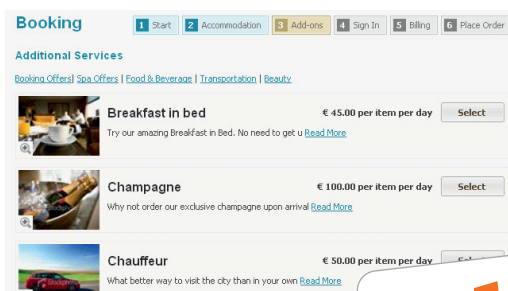 Booking
1 Start 2 Accommodation 3 Add-ons 4 Sign In 5 Billing 6 Place Order
Additional Services
Booking Offers| Spa Offers | Food & Beverage | Transportation | Beauty
Breakfast in bed € 45.00 per item per day Select
Try our amazing Breakfast in Bed. No need to get u Read More
Champagne € 100.00 per item per day Select
Why not order our exclusive champagne upon arrival Read More
Chauffeur € 50.00 per item per day
What better way to visit the city than in your own Read More